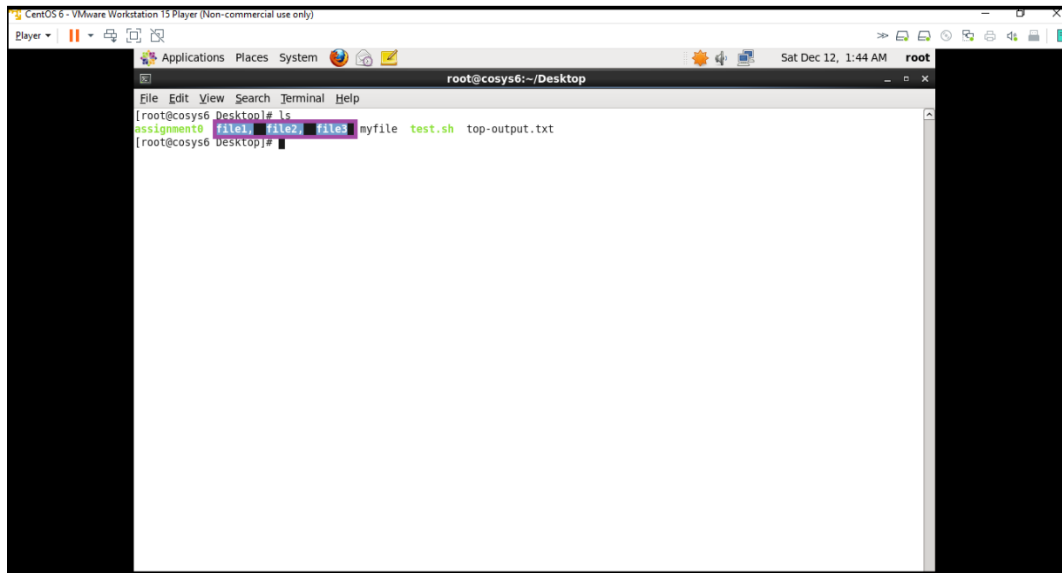 CentOS 6 - VMware Workstation 15 Player (Non-commercial use only)
Player
Applications Places System Sat Dec 12, 1:44 AM root
root@cosys6:~/Desktop
File Edit View Search Terminal Help
[root@cosys6 Desktop]# ls
assignment0 file1, file2, file3 myfile test.sh top-output.txt
[root@cosys6 Desktop]#